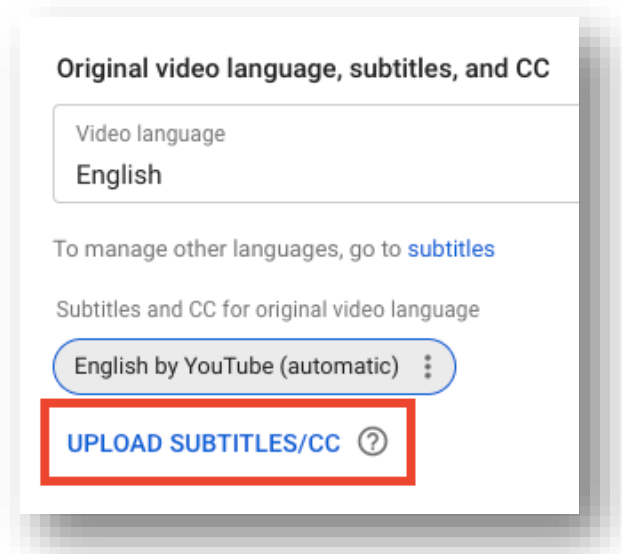 Original video language, subtitles, and CC
Video language
English
To manage other languages, go to subtitles
Subtitles and CC for original video language
English by YouTube (automatic)
UPLOAD SUBTITLES/CC